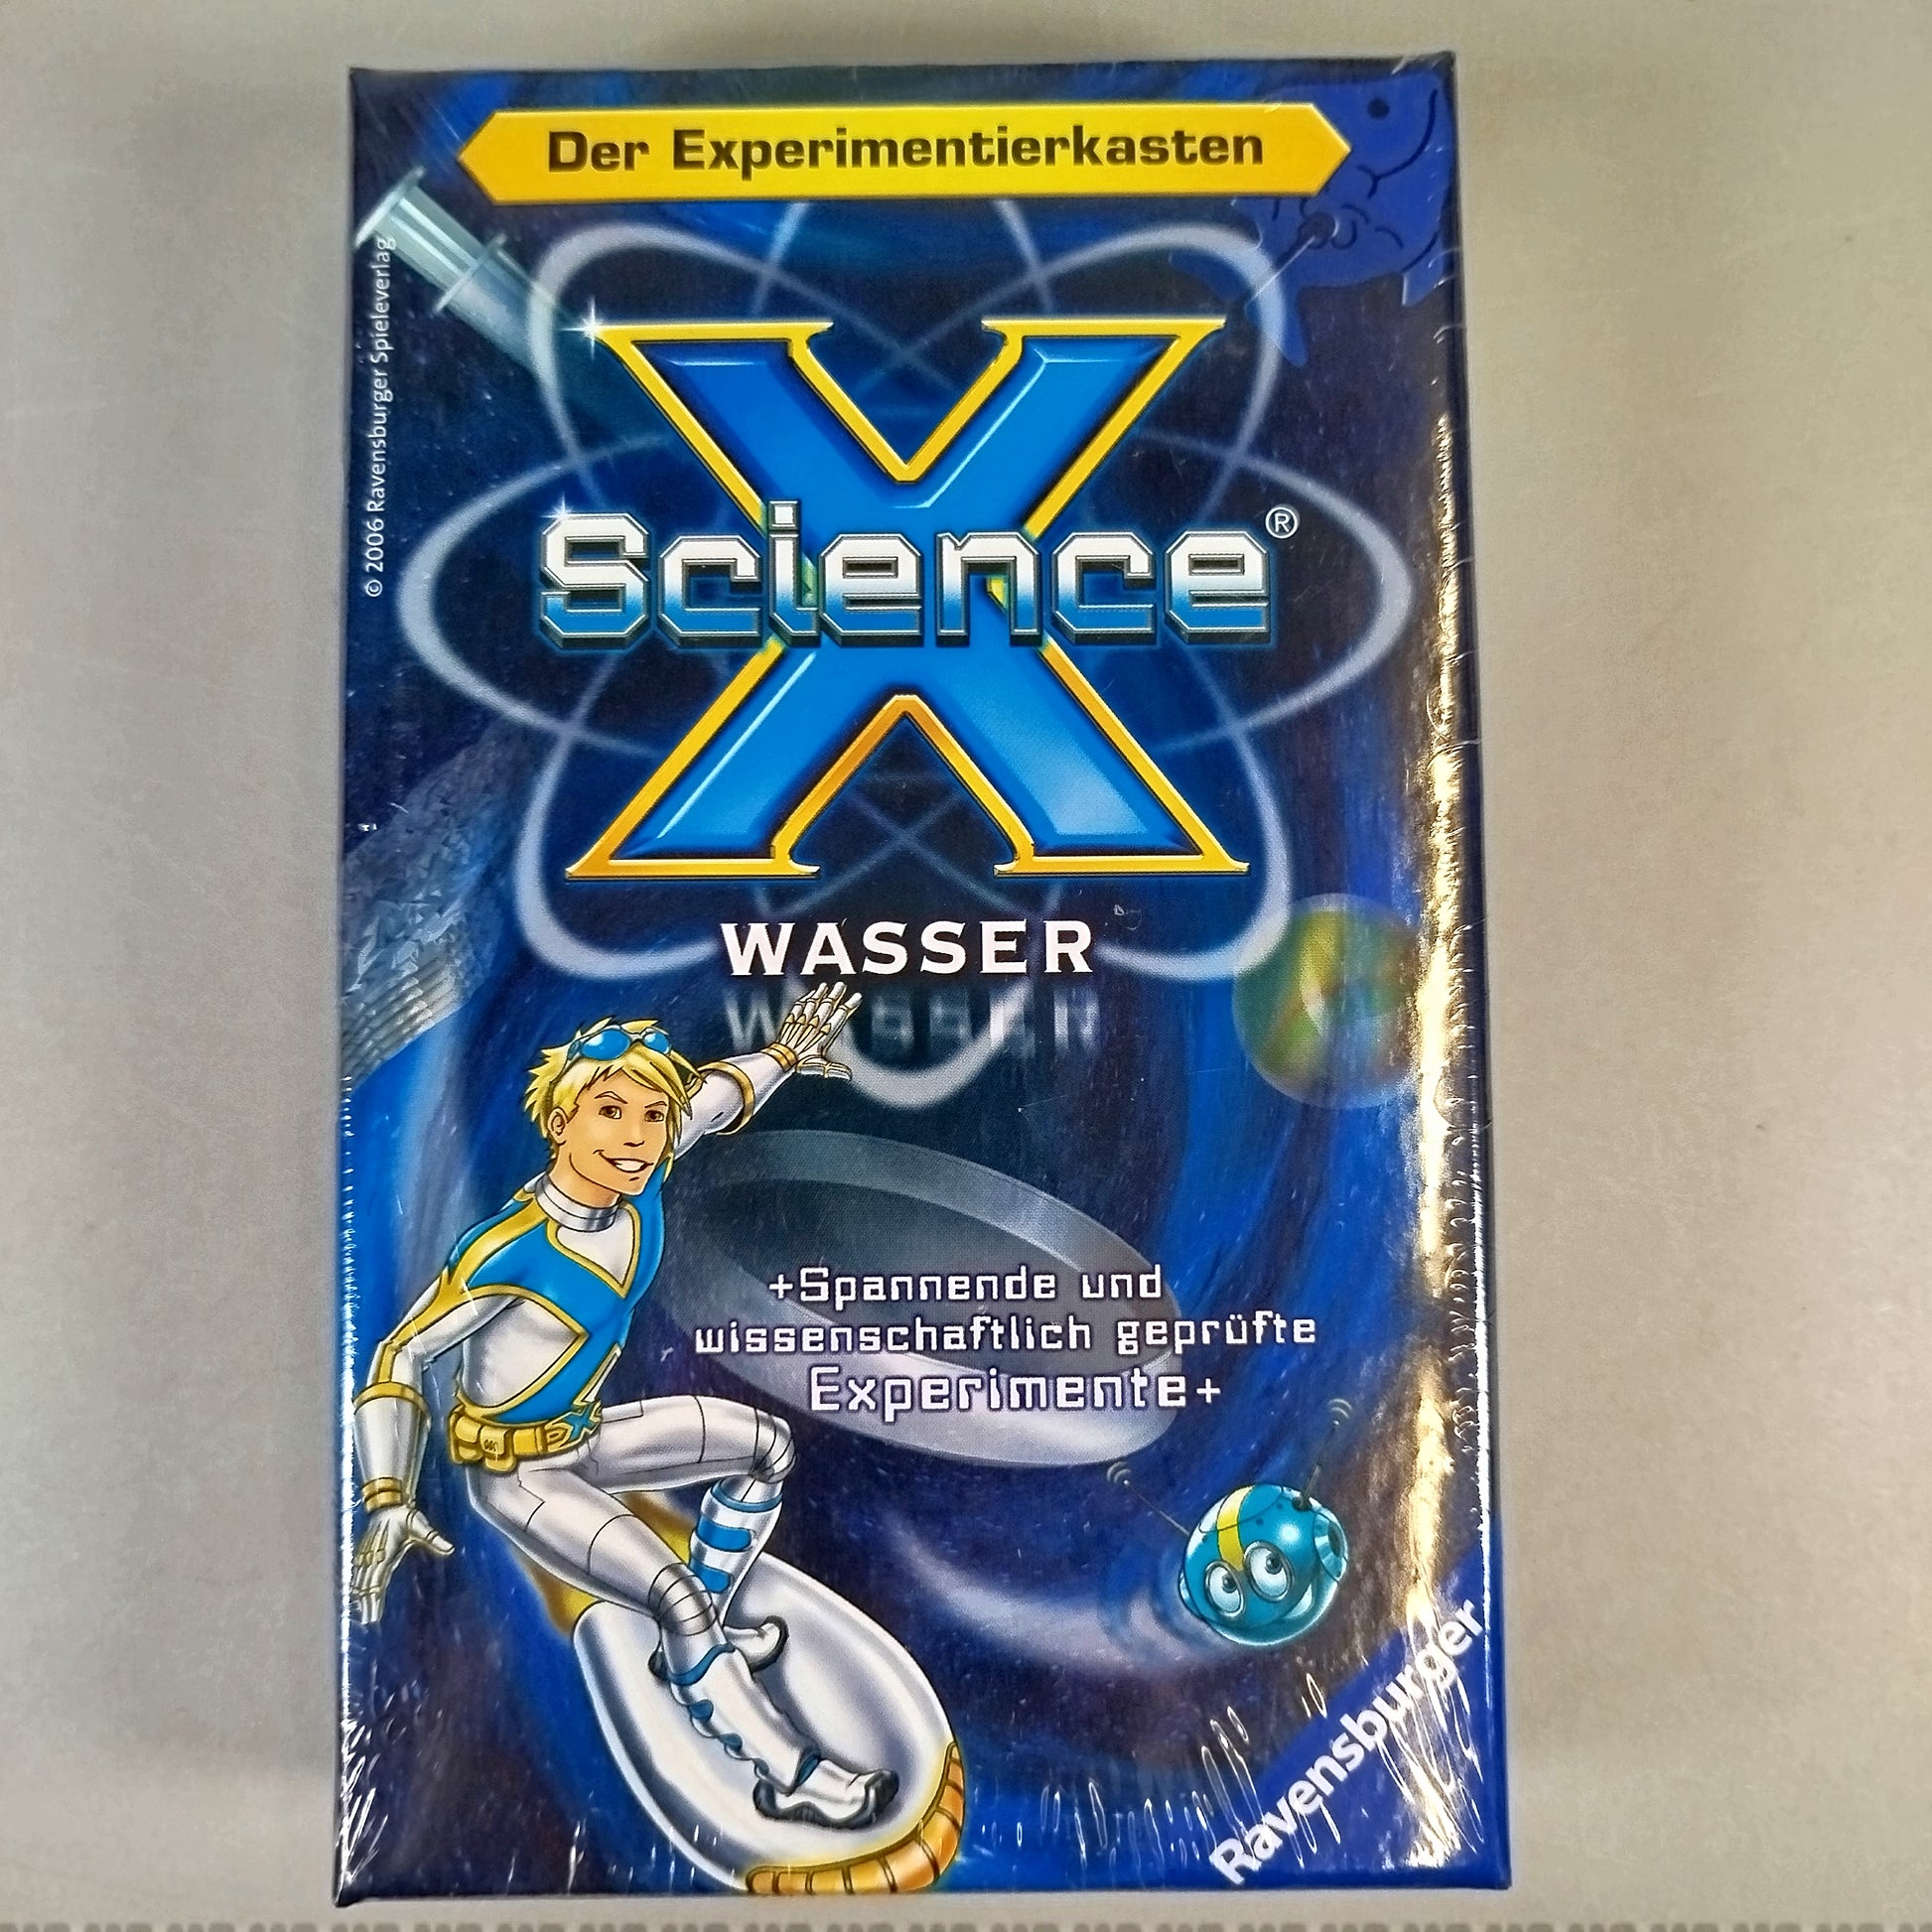 Der Experimentierkasten
© 2006 Ravensburger Spieleverlag
X
Science®
WASSER
+Spannende und
wissenschaftlich geprüfte
Experimente+
Ravensburger